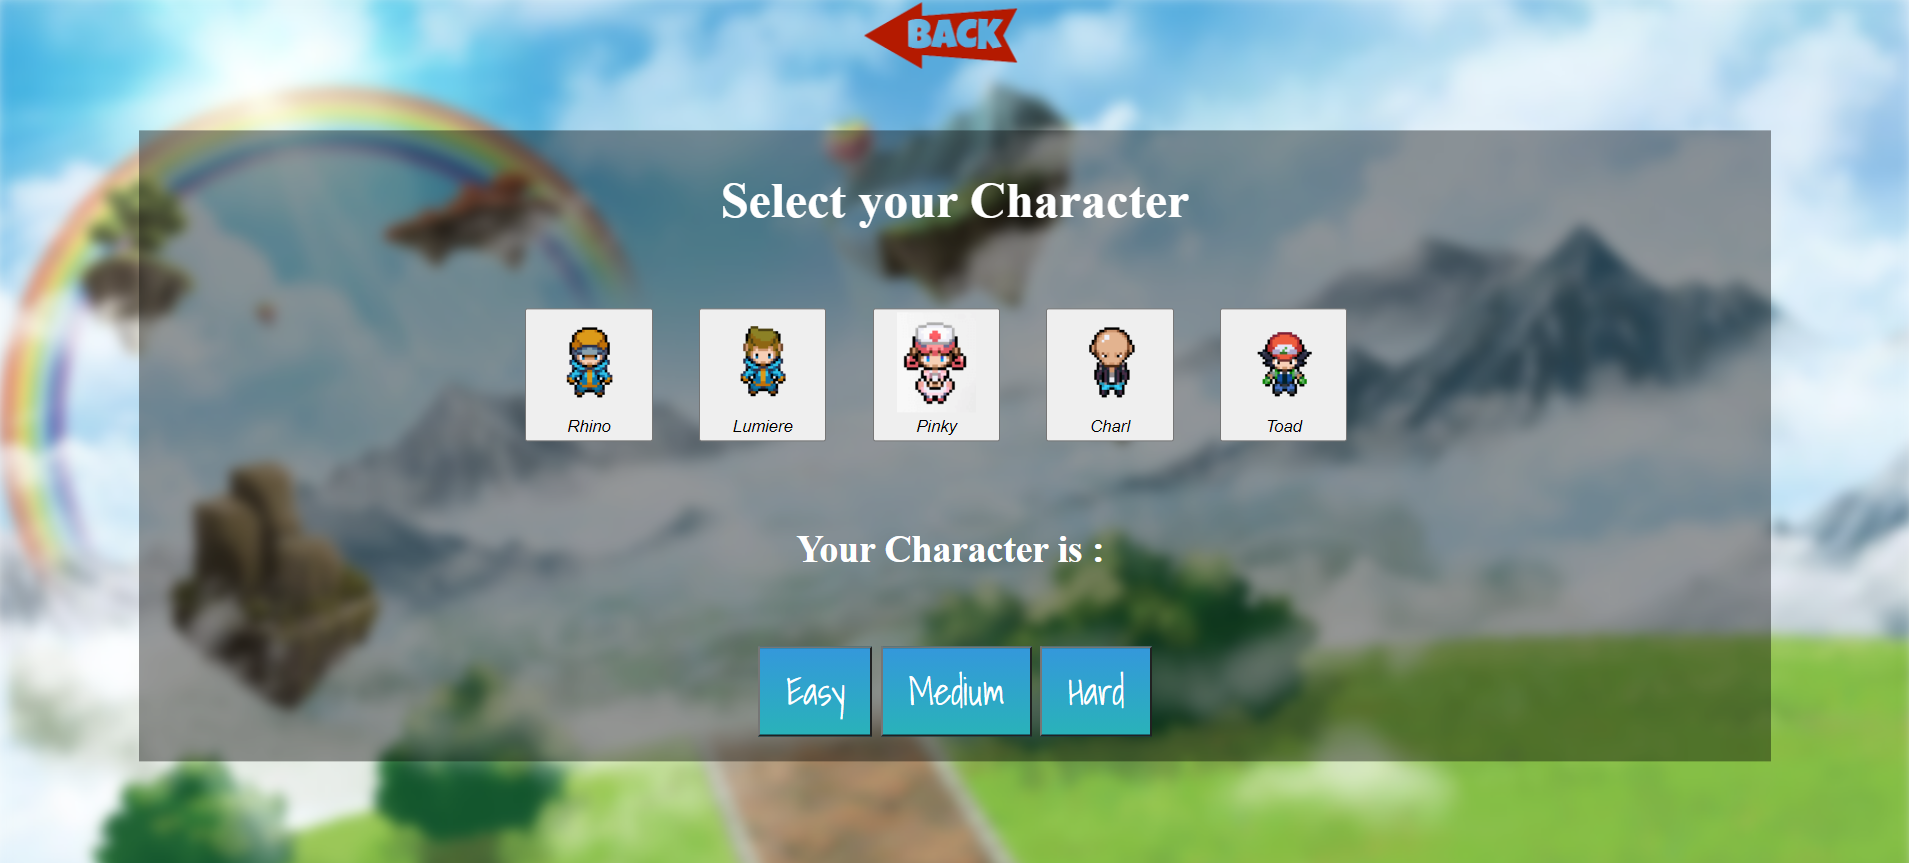 BACK
Select your Character
Rhino Lumiere Pinky Charl Toad
Your Character is :
Easy Medium Hard